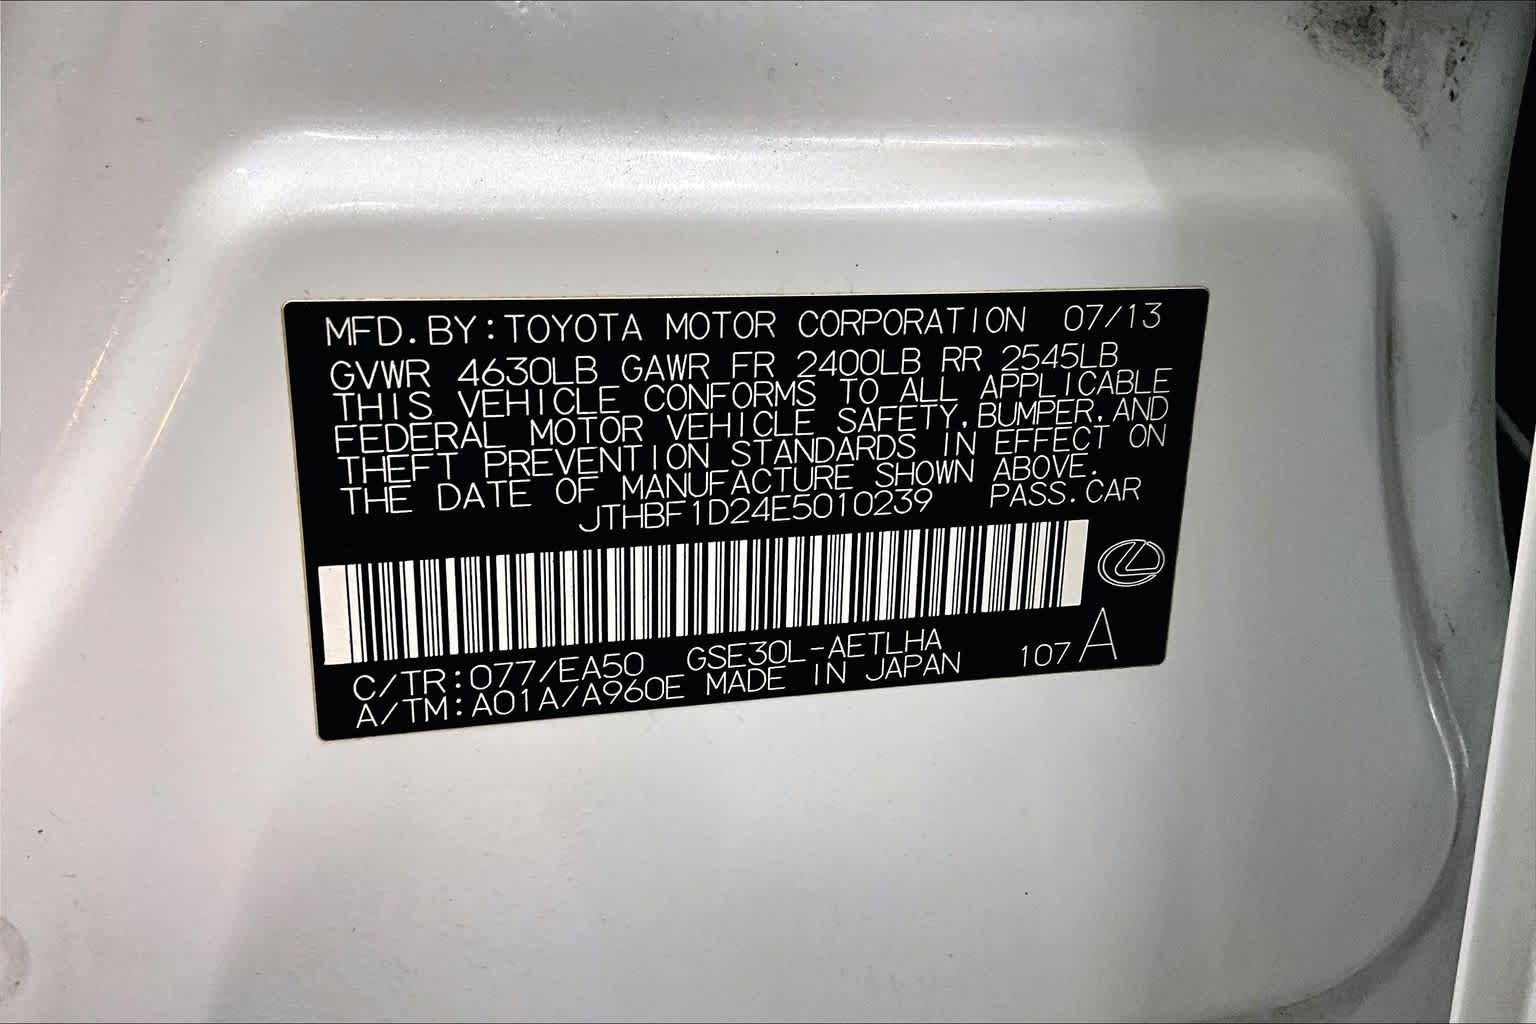 MFD. BY: TOYOTA MOTOR CORPORATION 07/13
GVWR 4630LB GAWR FR 2400LB RR 2545LB
THIS VEHICLE CONFORMS TO ALL APPLICABLE
FEDERAL MOTOR VEHICLE SAFETY, BUMPER, AND
THEFT PREVENTION STANDARDS IN EFFECT ON
THE DATE OF MANUFACTURE SHOWN ABOVE.
JTHBF1D24E5010239 PASS. CAR
C/TR: 077/EA50 GSE30L-AETLHA
A/TM: A01A/A960E MADE IN JAPAN 107 A